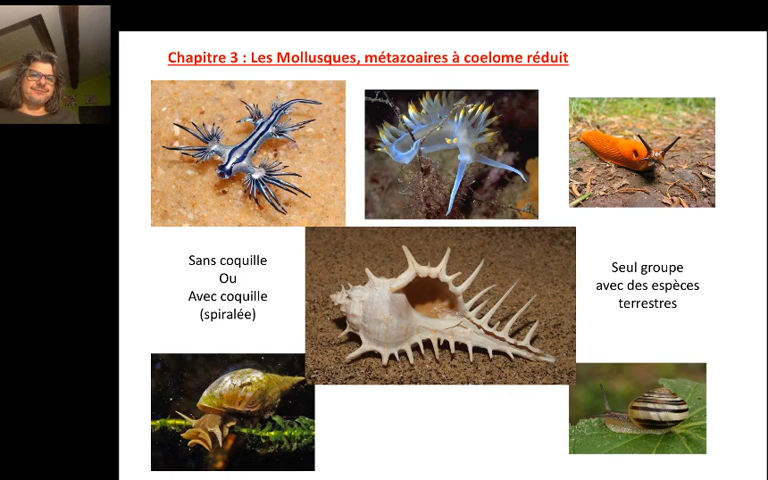 Chapitre 3 : Les Mollusques, métazoaires à coelome réduit
Sans coquille
Ou
Avec coquille
(spiralée)
Seul groupe
avec des espèces
terrestres